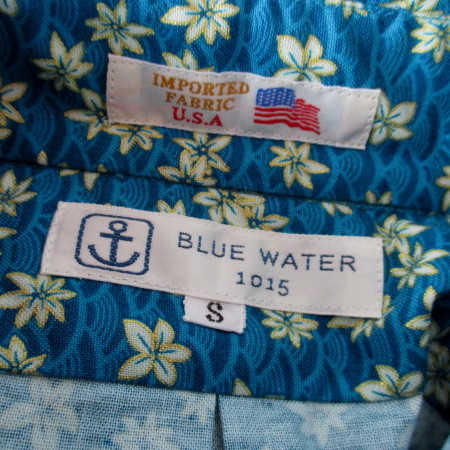 IMPORTED
FABRIC
U.S.A
BLUE WATER
1015
S